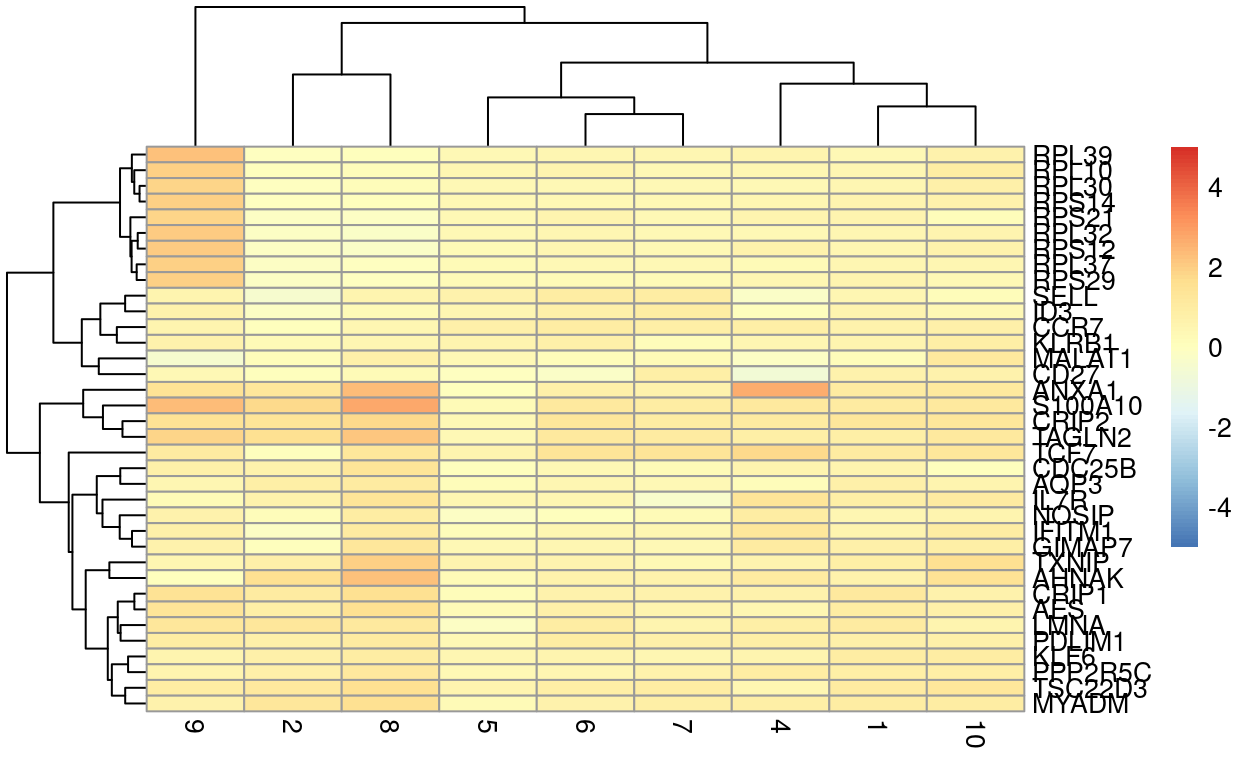 RPL39
RPL10
RPL30
RPS14
RPS21
RPL32
RPS12
RPL37
RPS29
SELL
ID3
CCR7
KLRB1
MALAT1
CD27
ANXA1
S100A10
CRIP2
TAGLN2
TCF7
CDC25B
AQP3
IL7R
NOSIP
IFITM1
GIMAP7
TXNIP
AHNAK
CRIP1
AES
LMNA
PDLIM1
KLF6
PPP2R5C
TSC22D3
MYADM
9
2
8
5
6
7
4
1
10
4
2
0
-2
-4